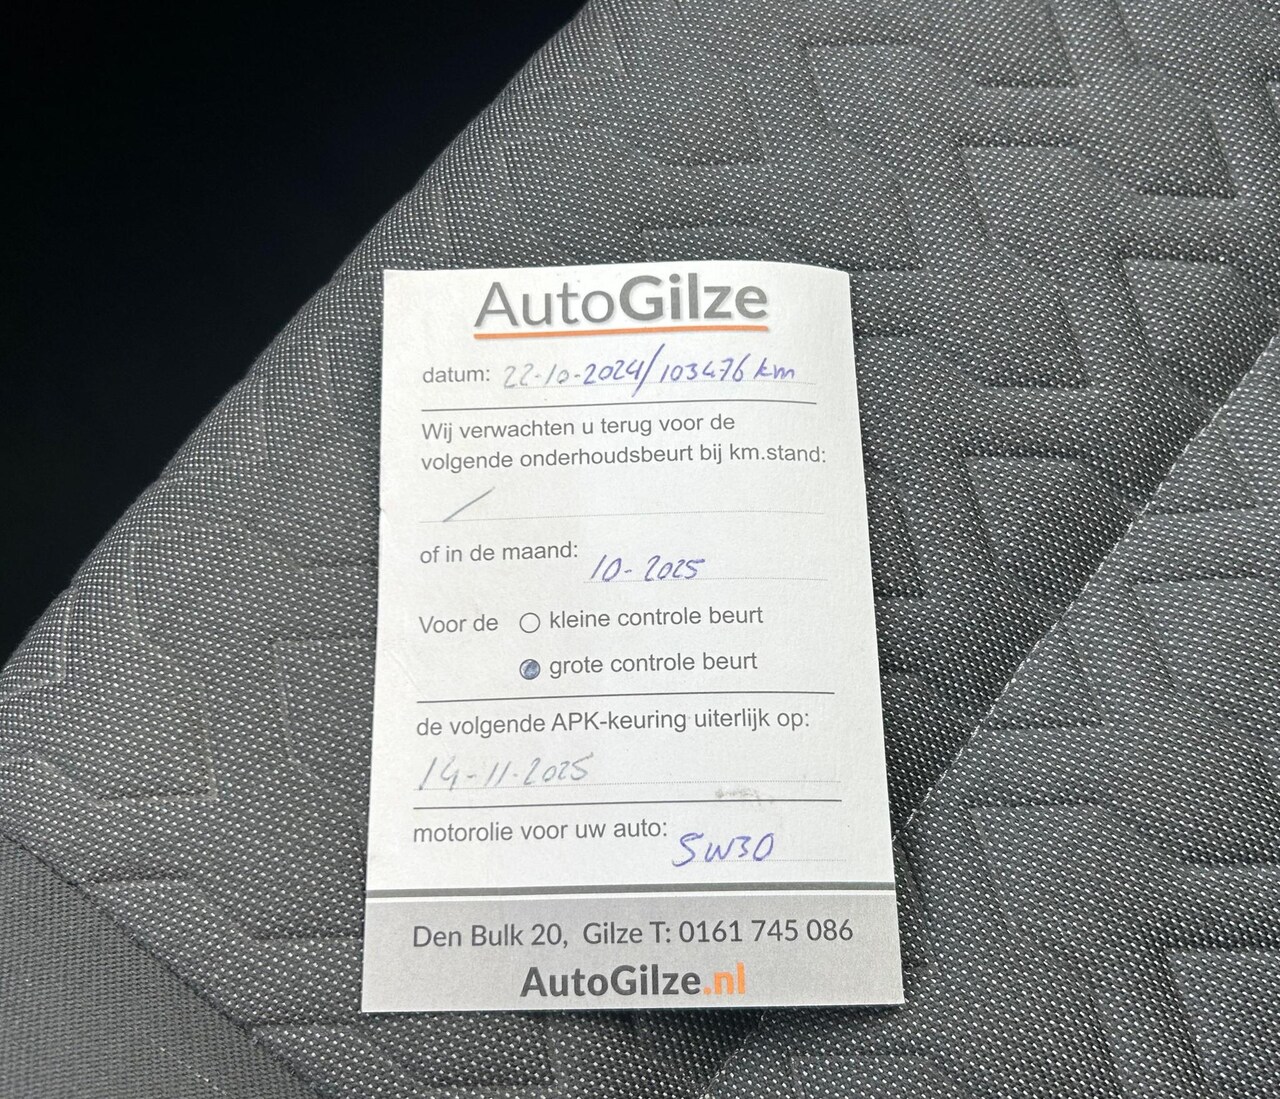 AutoGilze
datum: 22-10-2024/103476 km
Wij verwachten u terug voor de
volgende onderhoudsbeurt bij km.stand:
/
of in de maand: 10-2025
Voor de kleine controle beurt
grote controle beurt
de volgende APK-keuring uiterlijk op:
14-11-2025
motorolie voor uw auto: 5W30
Den Bulk 20, Gilze T: 0161 745 086
AutoGilze.nl